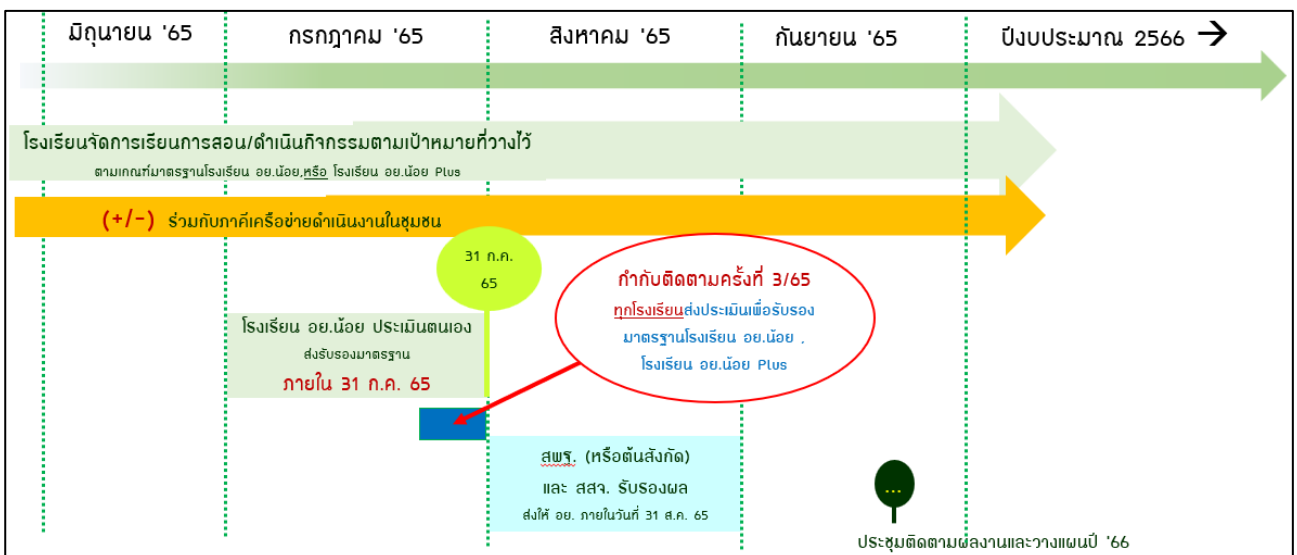 มิถุนายน '65
กรกฎาคม '65
สิงหาคม '65
กันยายน '65
ปีงบประมาณ 2566 →
โรงเรียนจัดการเรียนการสอน/ดำเนินกิจกรรมตามเป้าหมายที่วางไว้
ตามเกณฑ์มาตรฐานโรงเรียน อย.น้อย,หรือ โรงเรียน อย.น้อย Plus
(+/-) ร่วมกับภาคีเครือข่ายดำเนินงานในชุมชน
31 ก.ค.
65
กำกับติดตามครั้งที่ 3/65
ทุกโรงเรียนส่งประเมินเพื่อรับรอง
มาตรฐานโรงเรียน อย.น้อย ,
โรงเรียน อย.น้อย Plus
โรงเรียน อย.น้อย ประเมินตนเอง
ส่งรับรองมาตรฐาน
ภายใน 31 ก.ค. 65
สพฐ. (หรือต้นสังกัด)
และ สสจ. รับรองผล
ส่งให้ อย. ภายในวันที่ 31 ส.ค. 65
...
ประชุมติดตามผลงานและวางแผนปี '66